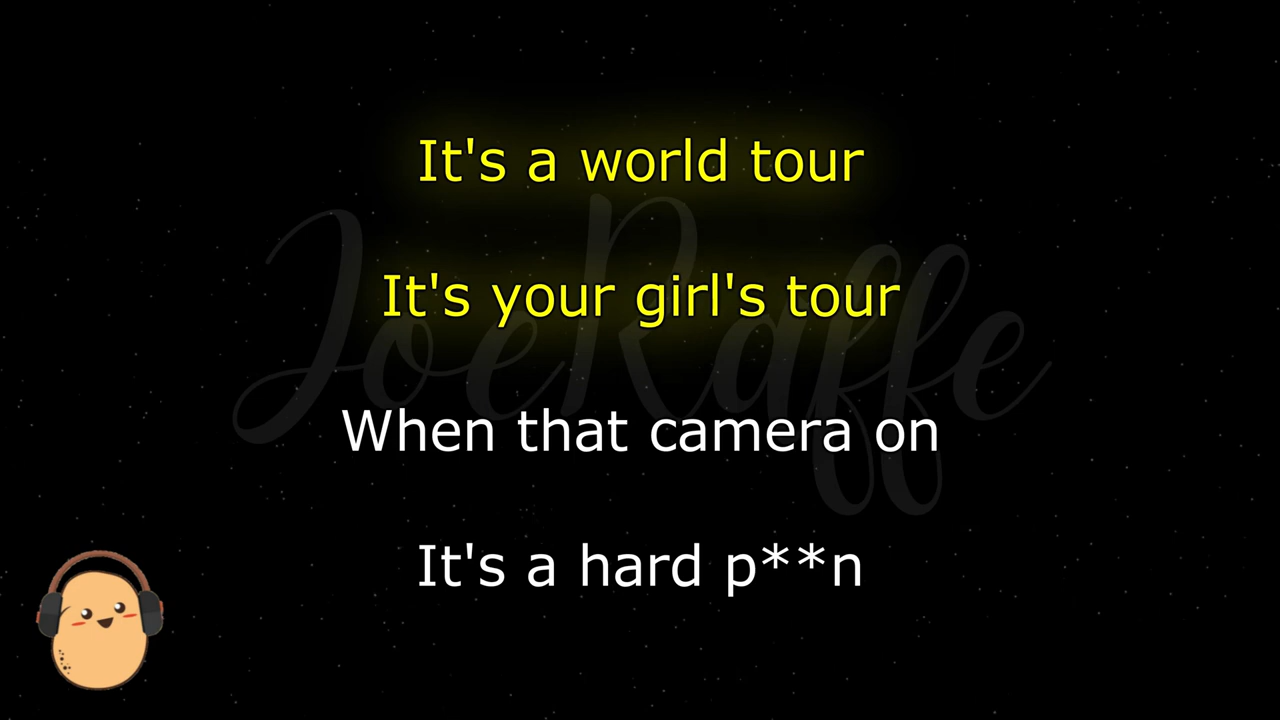 It's a world tour
It's your girl's tour
When that camera on
It's a hard p**n
JoeRaffe